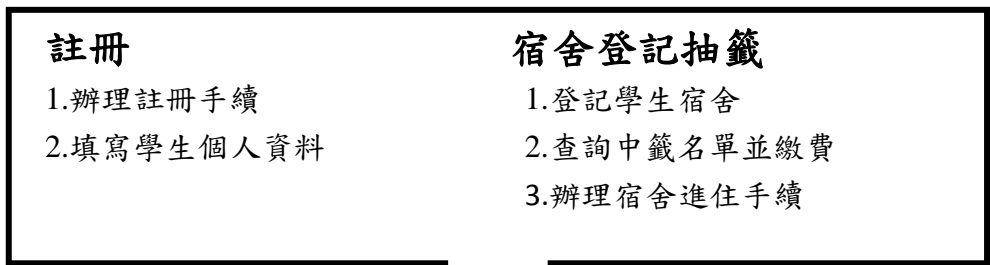 註冊
1.辦理註冊手續
2.填寫學生個人資料
宿舍登記抽籤
1.登記學生宿舍
2.查詢中籤名單並繳費
3.辦理宿舍進住手續